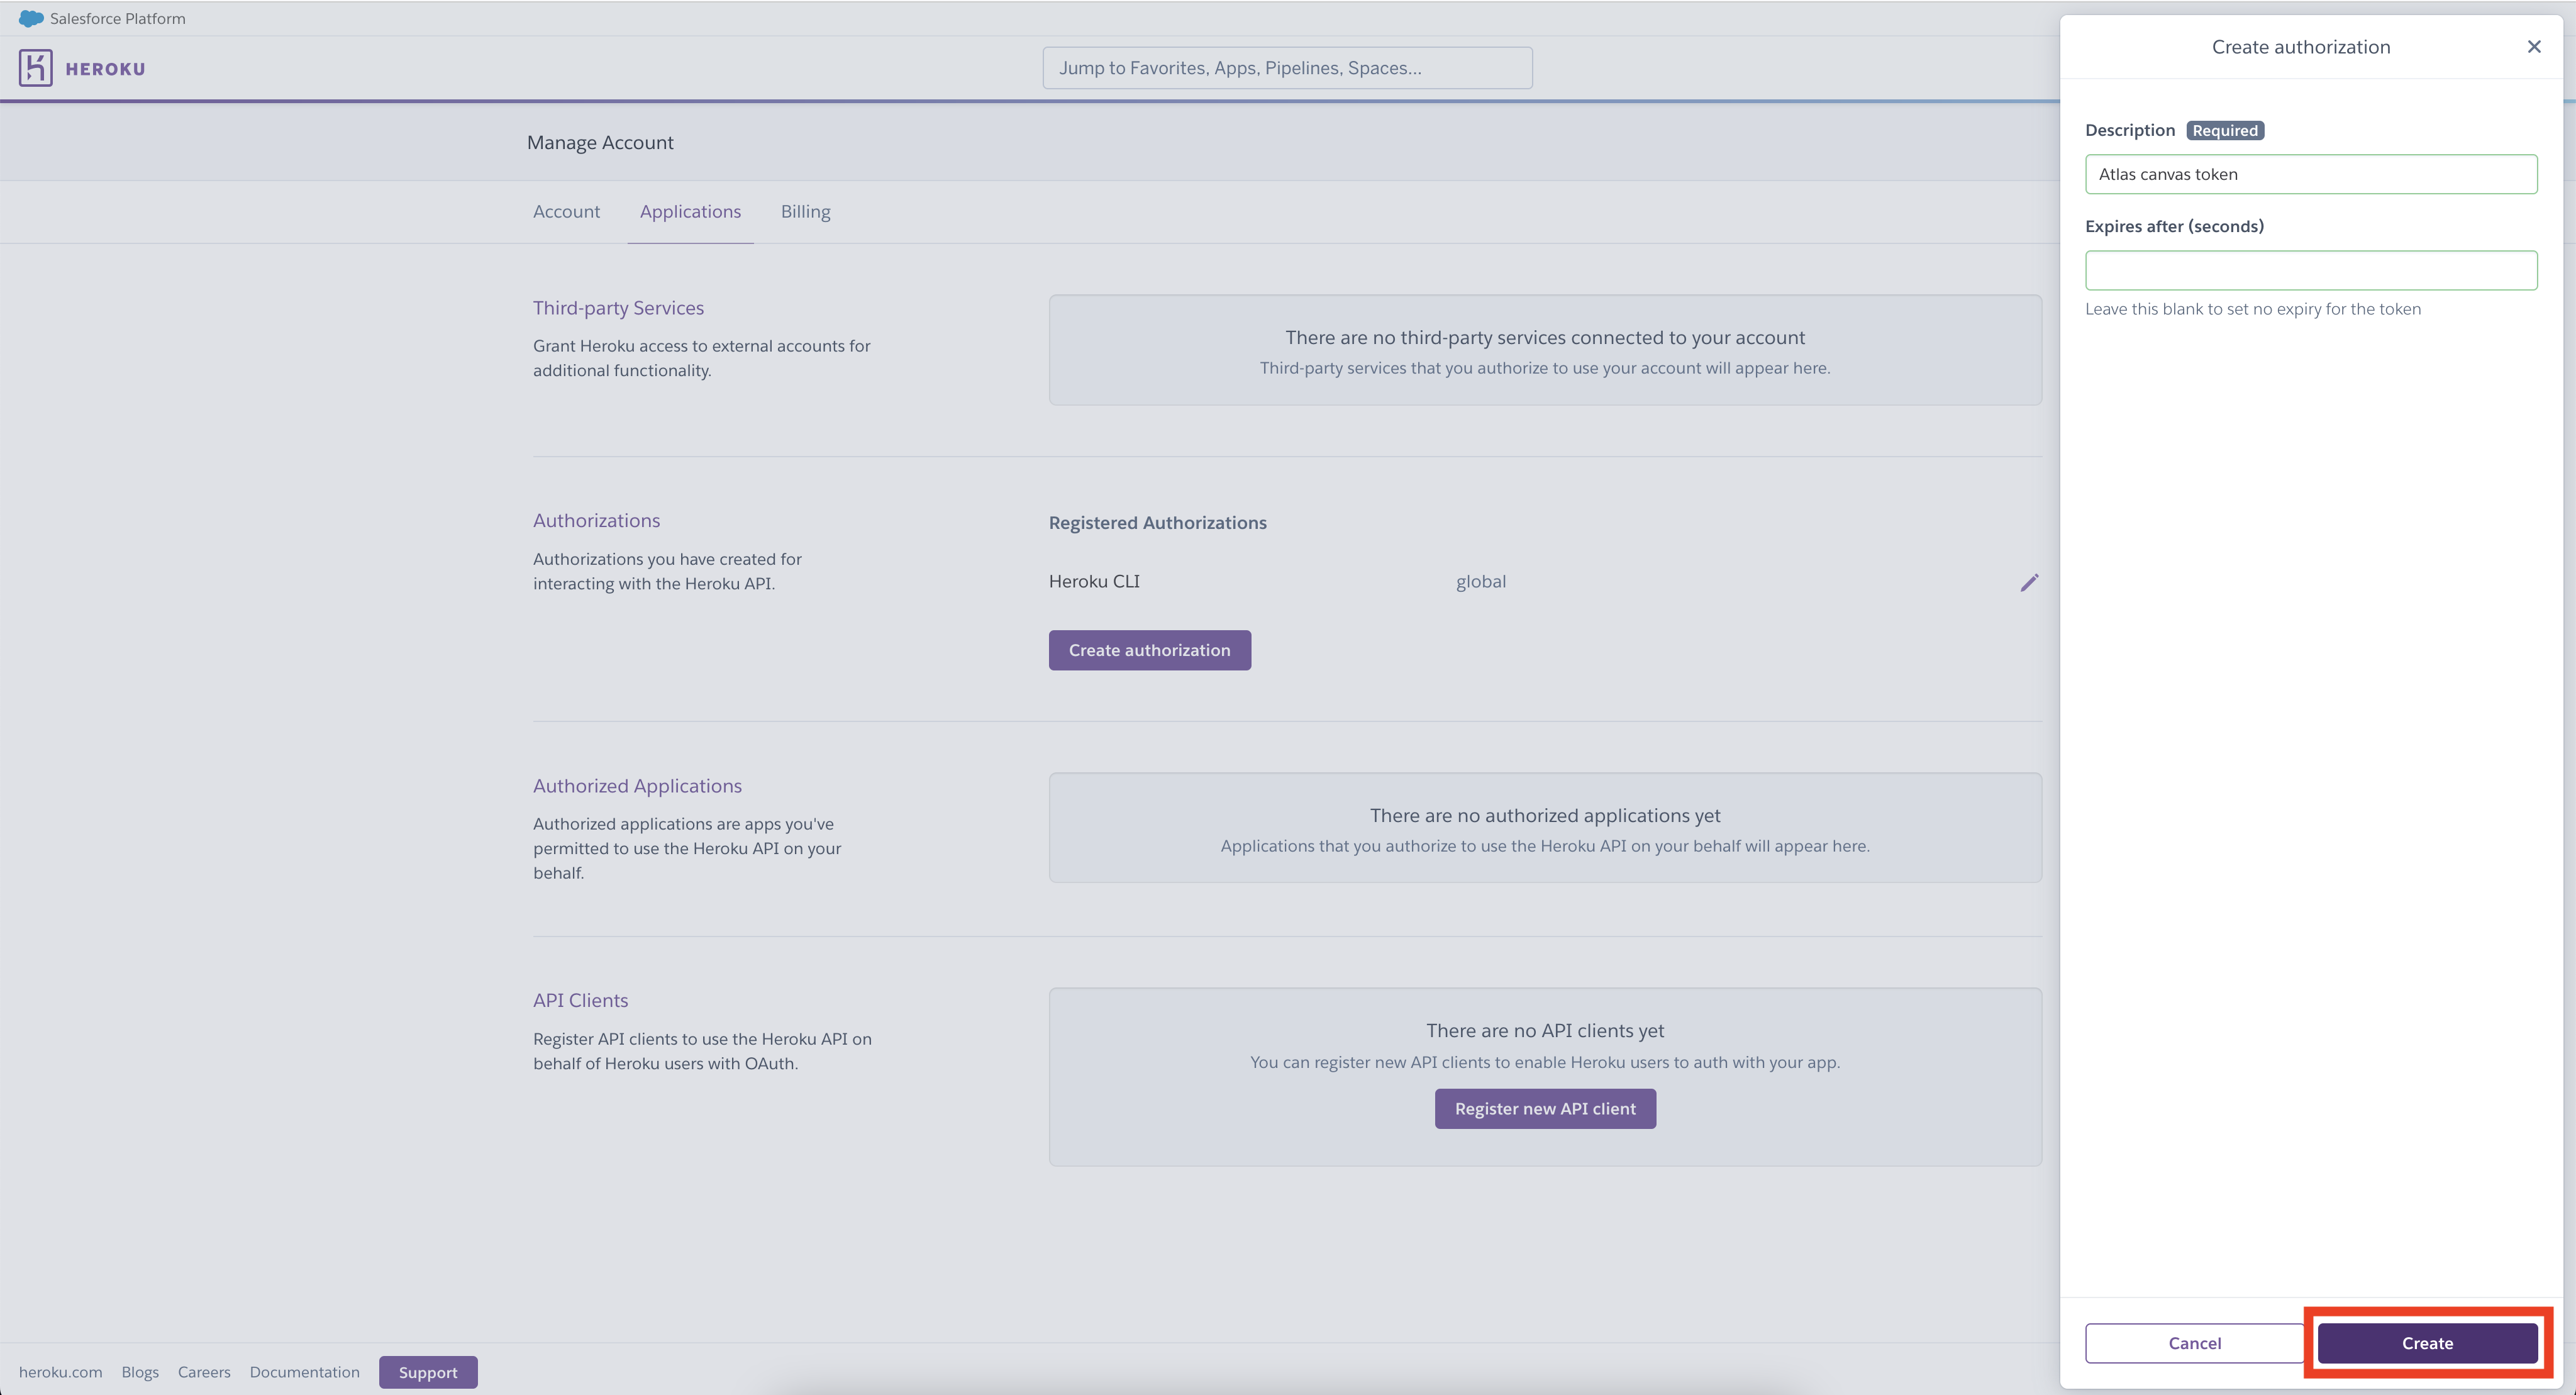 Salesforce Platform
HEROKU
Jump to Favorites, Apps, Pipelines, Spaces...
Manage Account
Account
Applications
Billing
Third-party Services
Grant Heroku access to external accounts for
additional functionality.
There are no third-party services connected to your account
Third-party services that you authorize to use your account will appear here.
Authorizations
Authorizations you have created for
interacting with the Heroku API.
Registered Authorizations
Heroku CLI
global
Create authorization
Authorized Applications
Authorized applications are apps you've
permitted to use the Heroku API on your
behalf.
There are no authorized applications yet
Applications that you authorize to use the Heroku API on your behalf will appear here.
API Clients
Register API clients to use the Heroku API on
behalf of Heroku users with OAuth.
There are no API clients yet
You can register new API clients to enable Heroku users to auth with your app.
Register new API client
heroku.com
Blogs
Careers
Documentation
Support
Create authorization
Description
Required
Atlas canvas token
Expires after (seconds)
Leave this blank to set no expiry for the token
Cancel
Create